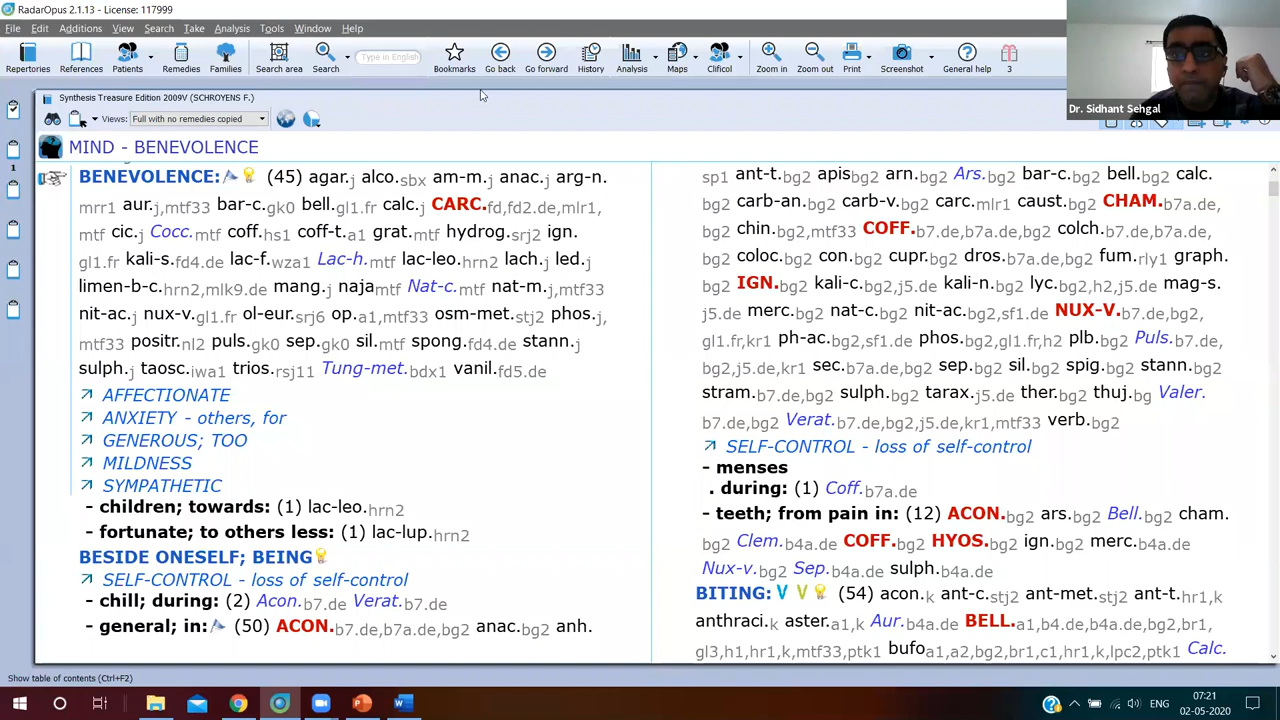 RadarOpus 2.1.13 - License: 117999
File Edit Additions View Search Take Analysis Tools Window Help
Repertories References Patients Remedies Families Search area Search Type in English Bookmarks Go back Go forward History Analysis Maps Clificol Zoom in Zoom out Print Screenshot General help 3
Dr. Sidhant Sehgal
Synthesis Treasure Edition 2009V (SCHROYENS F.)
Views: Full with no remedies copied
MIND - BENEVOLENCE
BENEVOLENCE: (45) agar.j alco.sbx am-m.j anac.j arg-n.
mrr1 aur.j,mtf33 bar-c.gk0 bell.gl1.fr calc.j CARC.fd,fd2.de,mlr1,
mtf cic.j Cocc.mtf coff.hs1 coff-t.a1 grat.mtf hydrog.srj2 ign.
gl1.fr kali-s.fd4.de lac-f.wza1 Lac-h.mtf lac-leo.hrn2 lach.j led.j
limen-b-c.hrn2,mlk9.de mang.j najamtf Nat-c.mtf nat-m.j,mtf33
nit-ac.j nux-v.gl1.fr ol-eur.srj6 op.a1,mtf33 osm-met.stj2 phos.j,
mtf33 positr.nl2 puls.gk0 sep.gk0 sil.mtf spong.fd4.de stann.j
sulph.j taosc.iwa1 trios.rsj11 Tung-met.bdx1 vanil.fd5.de
AFFECTIONATE
ANXIETY - others, for
GENEROUS; TOO
MILDNESS
SYMPATHETIC
- children; towards: (1) lac-leo.hrn2
- fortunate; to others less: (1) lac-lup.hrn2
BESIDE ONESELF; BEING
SELF-CONTROL - loss of self-control
- chill; during: (2) Acon.b7.de Verat.b7.de
- general; in: (50) ACON.b7.de,b7a.de,bg2 anac.bg2 anh.
sp1 ant-t.bg2 apisbg2 arn.bg2 Ars.bg2 bar-c.bg2 bell.bg2 calc.
bg2 carb-an.bg2 carb-v.bg2 carc.mlr1 caust.bg2 CHAM.b7a.de,
bg2 chin.bg2,mtf33 COFF.b7.de,b7a.de,bg2 colch.b7.de,b7a.de,
bg2 coloc.bg2 con.bg2 cupr.bg2 dros.b7a.de,bg2 fum.rly1 graph.
bg2 IGN.bg2 kali-c.bg2,j5.de kali-n.bg2 lyc.bg2,h2,j5.de mag-s.
j5.de merc.bg2 nat-c.bg2 nit-ac.bg2,sf1.de NUX-V.b7.de,bg2,
gl1.fr,kr1 ph-ac.bg2,sf1.de phos.bg2,gl1.fr,h2 plb.bg2 Puls.b7.de,
bg2,j5.de,kr1 sec.b7a.de,bg2 sep.bg2 sil.bg2 spig.bg2 stann.bg2
stram.b7.de,bg2 sulph.bg2 tarax.j5.de ther.bg2 thuj.bg Valer.
b7.de,bg2 Verat.b7.de,bg2,j5.de,kr1,mtf33 verb.bg2
SELF-CONTROL - loss of self-control
- menses
. during: (1) Coff.b7a.de
- teeth; from pain in: (12) ACON.bg2 ars.bg2 Bell.bg2 cham.
bg2 Clem.b4a.de COFF.bg2 HYOS.bg2 ign.bg2 merc.b4a.de
Nux-v.bg2 Sep.b4a.de sulph.b4a.de
BITING: V V (54) acon.k ant-c.stj2 ant-met.stj2 ant-t.hr1,k
anthraci.k aster.a1,k Aur.b4a.de BELL.a1,b4.de,b4a.de,bg2,br1,
gl3,h1,hr1,k,mtf33,ptk1 bufoa1,a2,bg2,br1,c1,hr1,k,lpc2,ptk1 Calc.
Show table of contents (Ctrl+F2)
1
ENG 07:21
02-05-2020